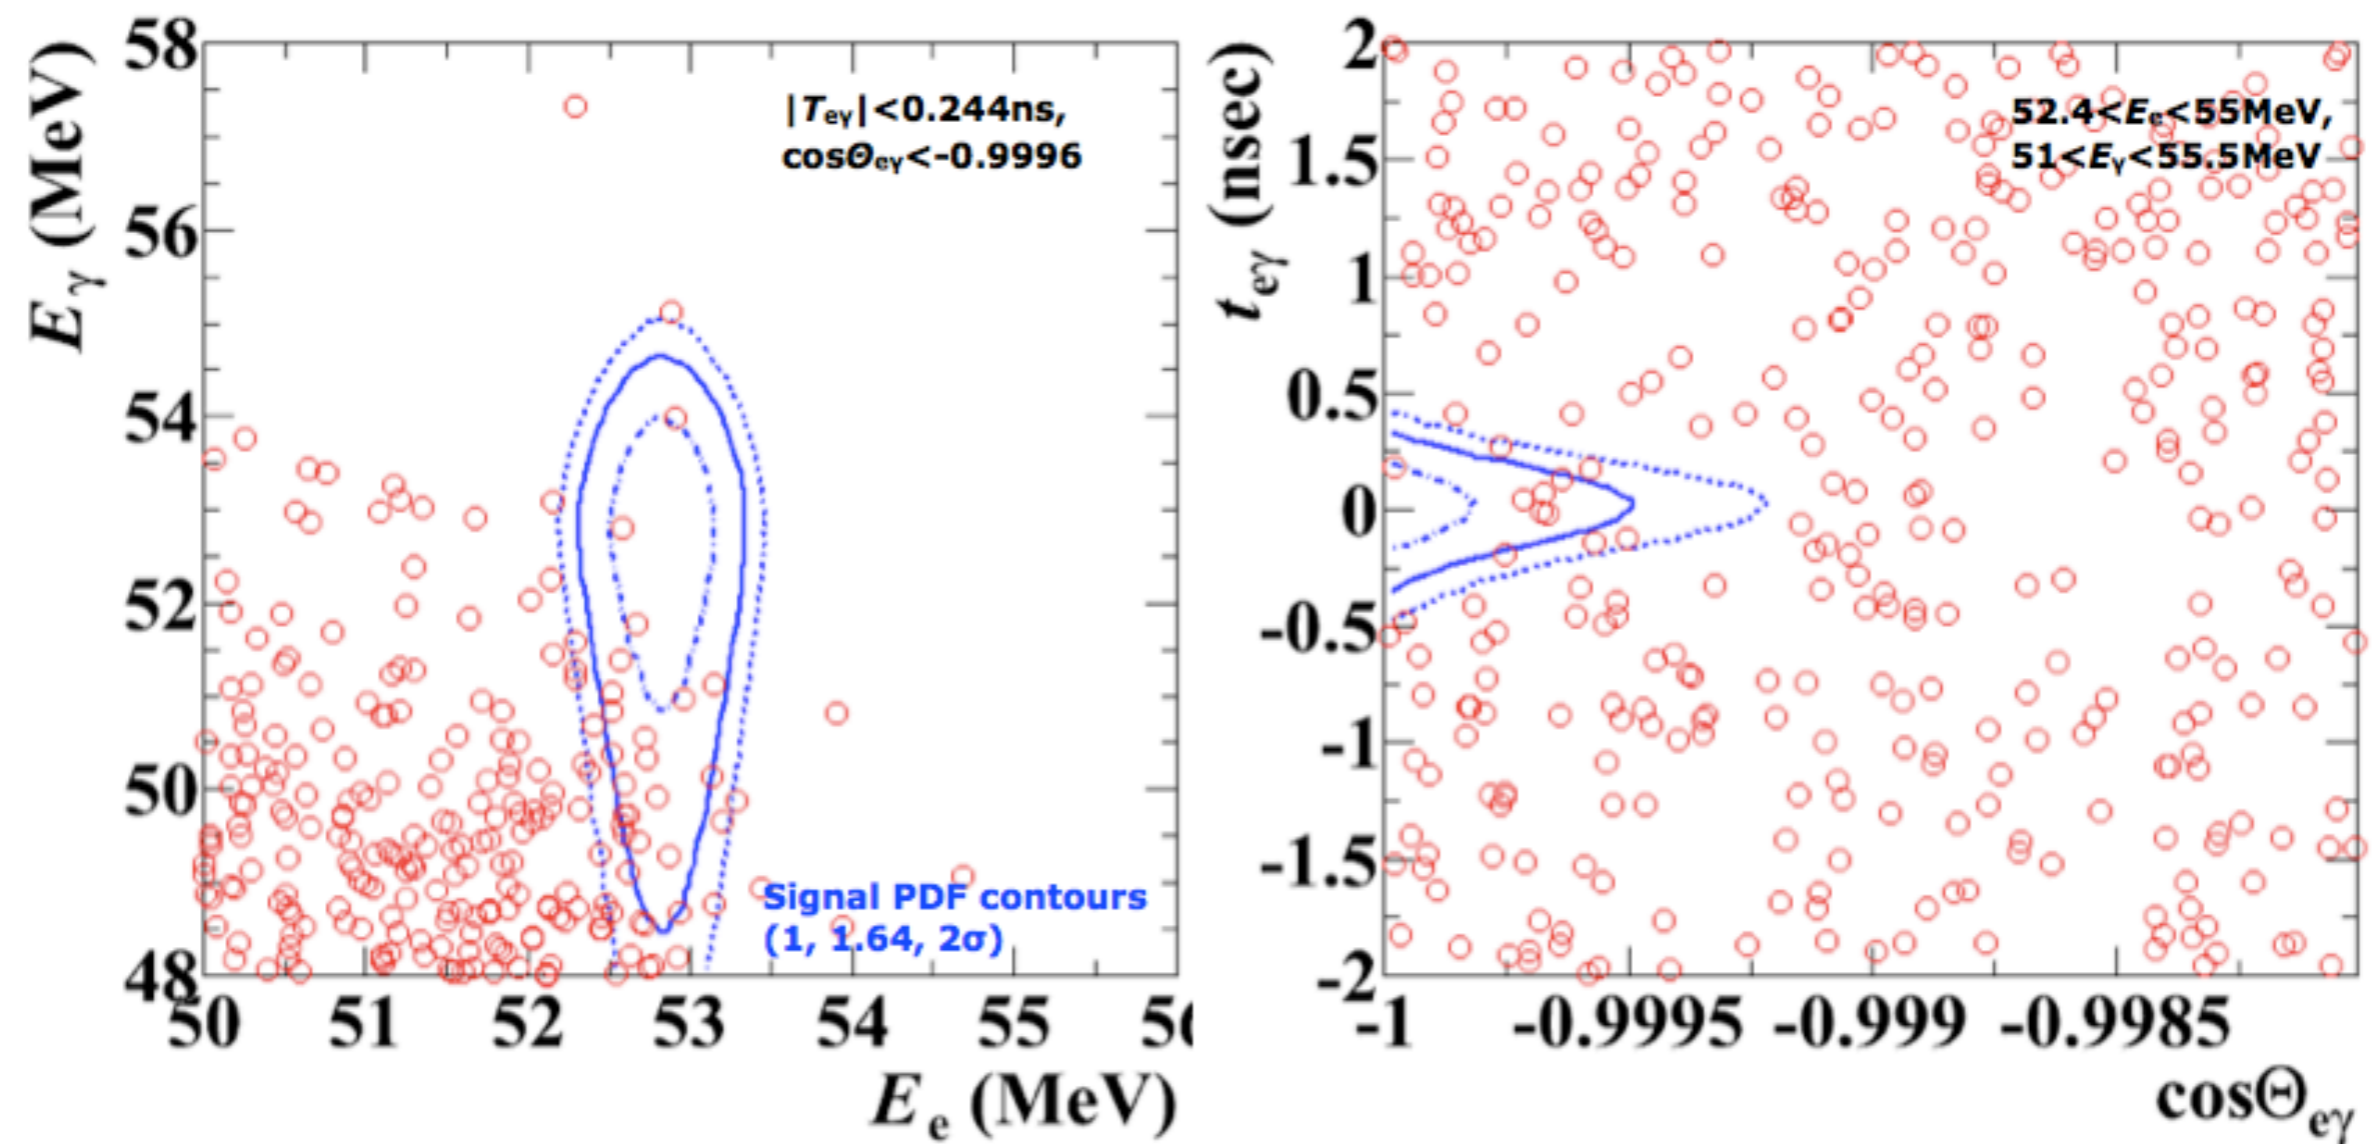 E_γ (MeV)
58
56
54
52
50
48
|T_eγ|<0.244ns,
cosΘ_eγ<-0.9996
Signal PDF contours
(1, 1.64, 2σ)
50 51 52 53 54 55
E_e (MeV)
t_eγ (nsec)
2
1.5
1
0.5
0
-0.5
-1
-1.5
-2
52.4<E_e<55MeV,
51<E_γ<55.5MeV
-1 -0.9995 -0.999 -0.9985
cosΘ_eγ